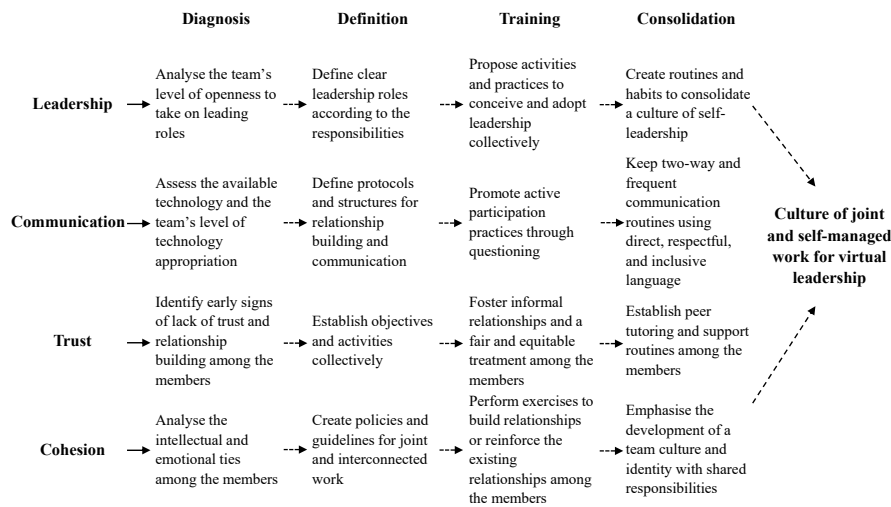 Diagnosis
Definition
Training
Consolidation
Leadership
Analyse the team's
level of openness to
take on leading
roles
Define clear
leadership roles
according to the
responsibilities
Propose activities
and practices to
conceive and adopt
leadership
collectively
Create routines and
habits to consolidate
a culture of self-
leadership
Communication
Assess the available
technology and the
team's level of
technology
appropriation
Define protocols
and structures for
relationship
building and
communication
Promote active
participation
practices through
questioning
Keep two-way and
frequent
communication
routines using
direct, respectful,
and inclusive
language
Trust
Identify early signs
of lack of trust and
relationship
building among the
members
Establish objectives
and activities
collectively
Foster informal
relationships and a
fair and equitable
treatment among the
members
Establish peer
tutoring and support
routines among the
members
Cohesion
Analyse the
intellectual and
emotional ties
among the members
Create policies and
guidelines for joint
and interconnected
work
Perform exercises to
build relationships
or reinforce the
existing
relationships among
the members
Emphasise the
development of a
team culture and
identity with shared
responsibilities
Culture of joint
and self-managed
work for virtual
leadership